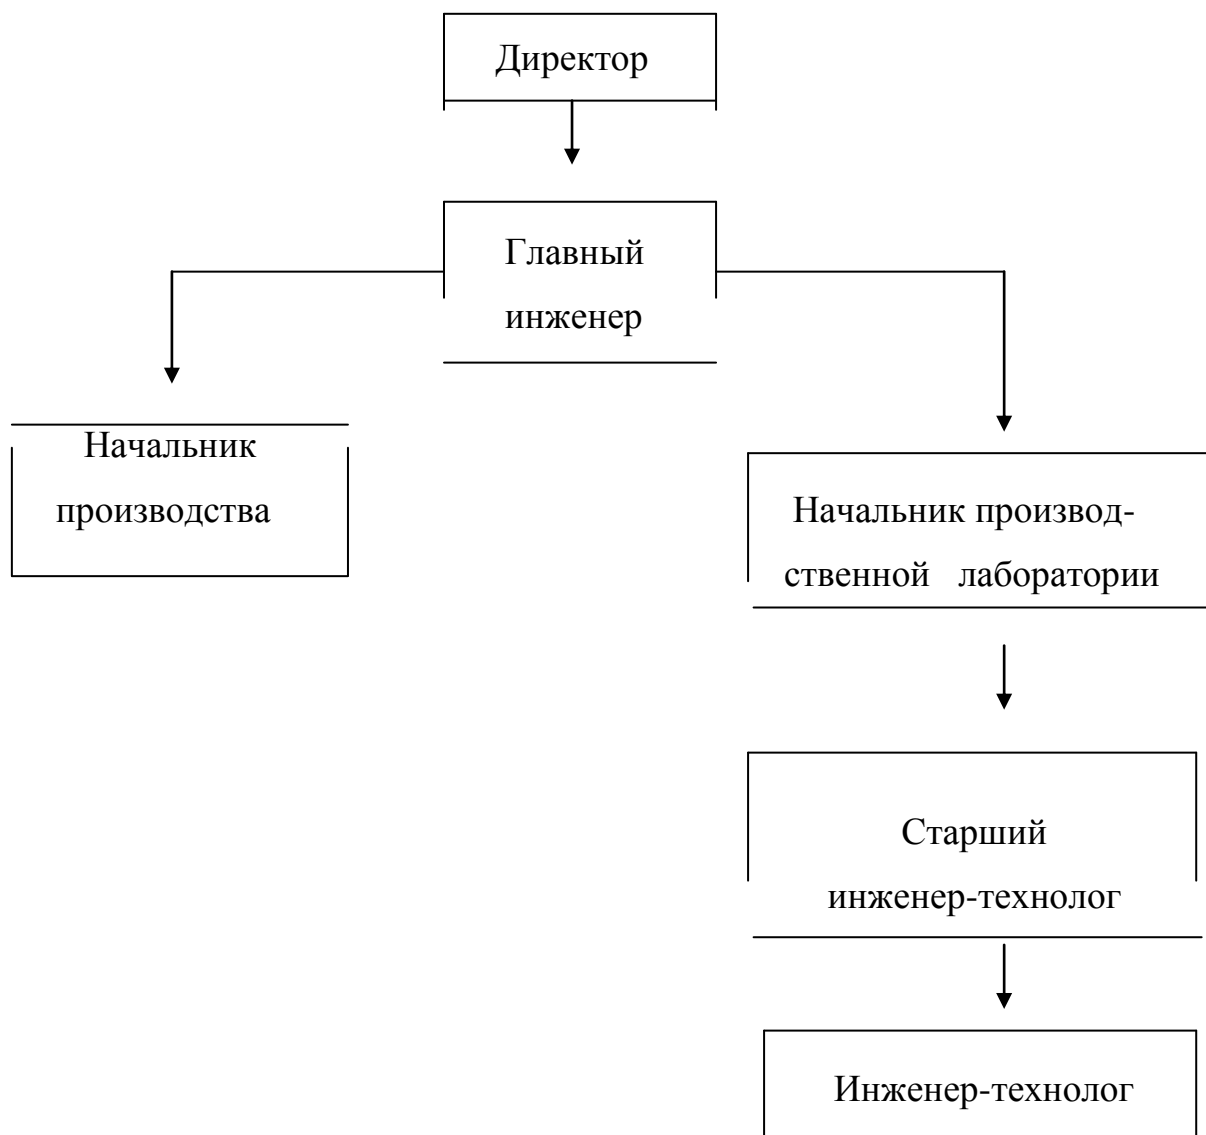 Директор
Главный
инженер
Начальник
производства
Начальник производ-
ственной лаборатории
Старший
инженер-технолог
Инженер-технолог